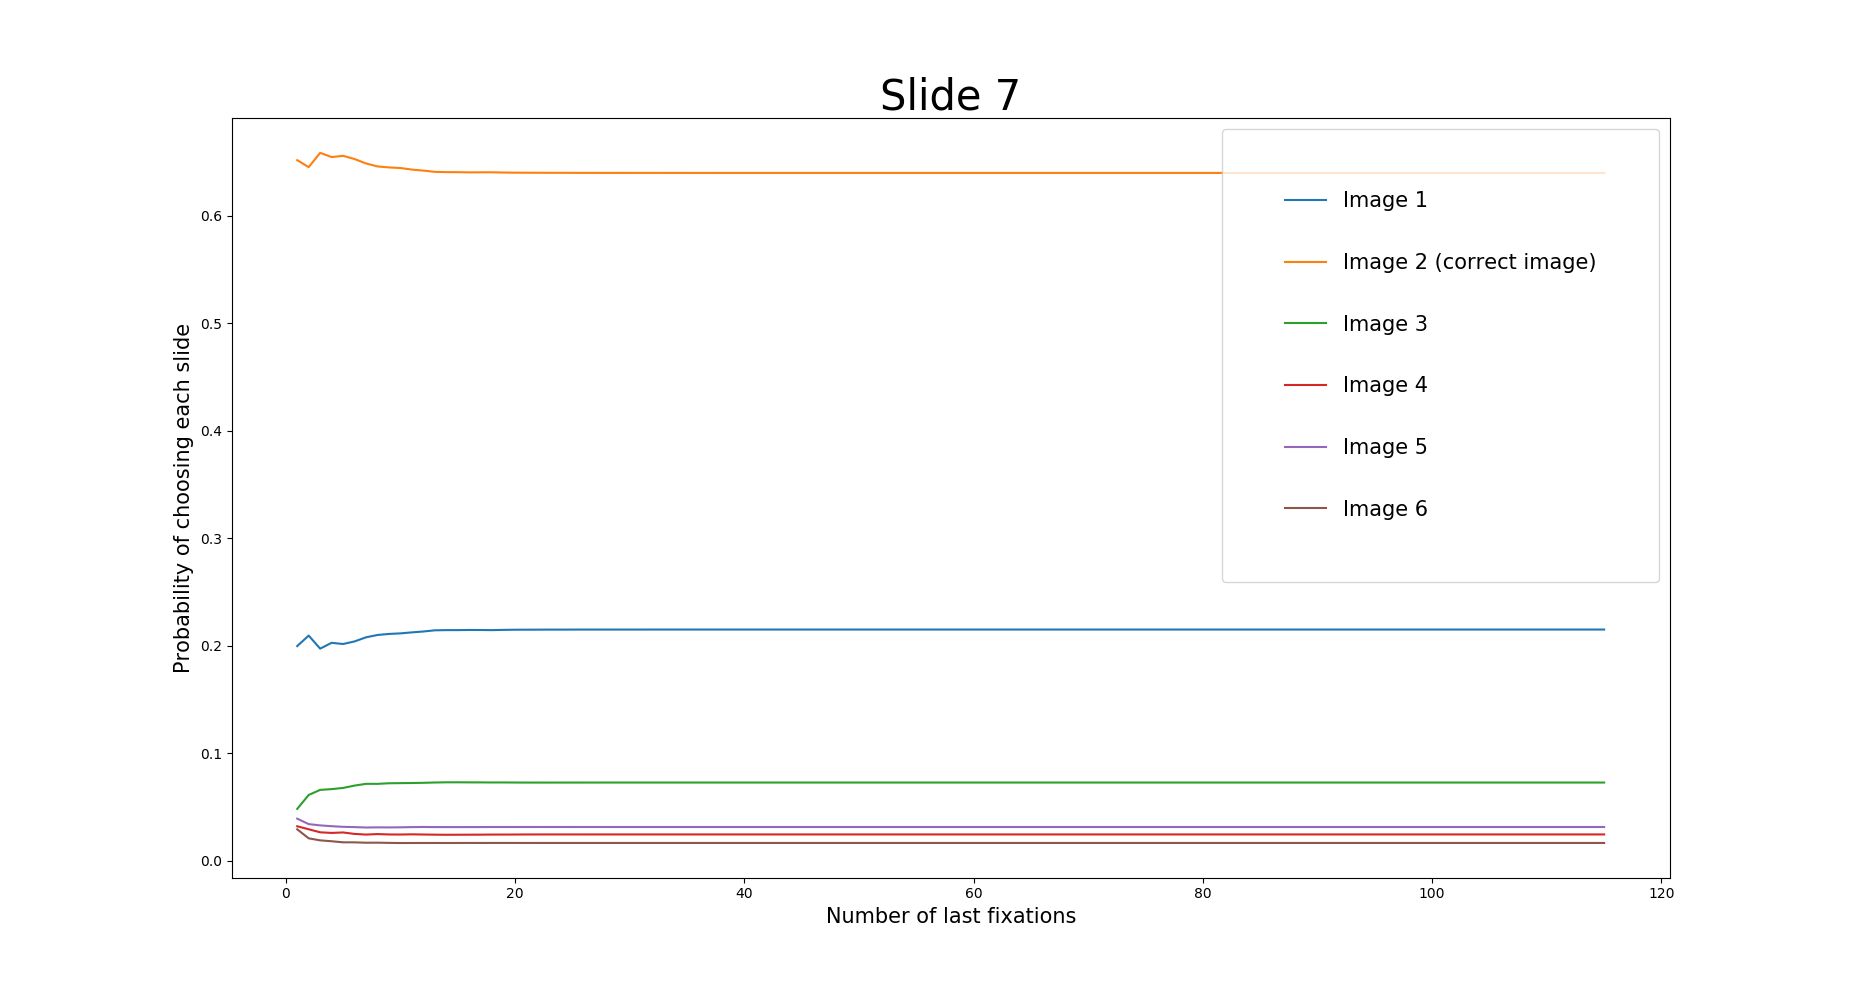 Slide 7
Probability of choosing each slide
0.6
0.5
0.4
0.3
0.2
0.1
0.0
Image 1
Image 2 (correct image)
Image 3
Image 4
Image 5
Image 6
0 20 40 60 80 100 120
Number of last fixations